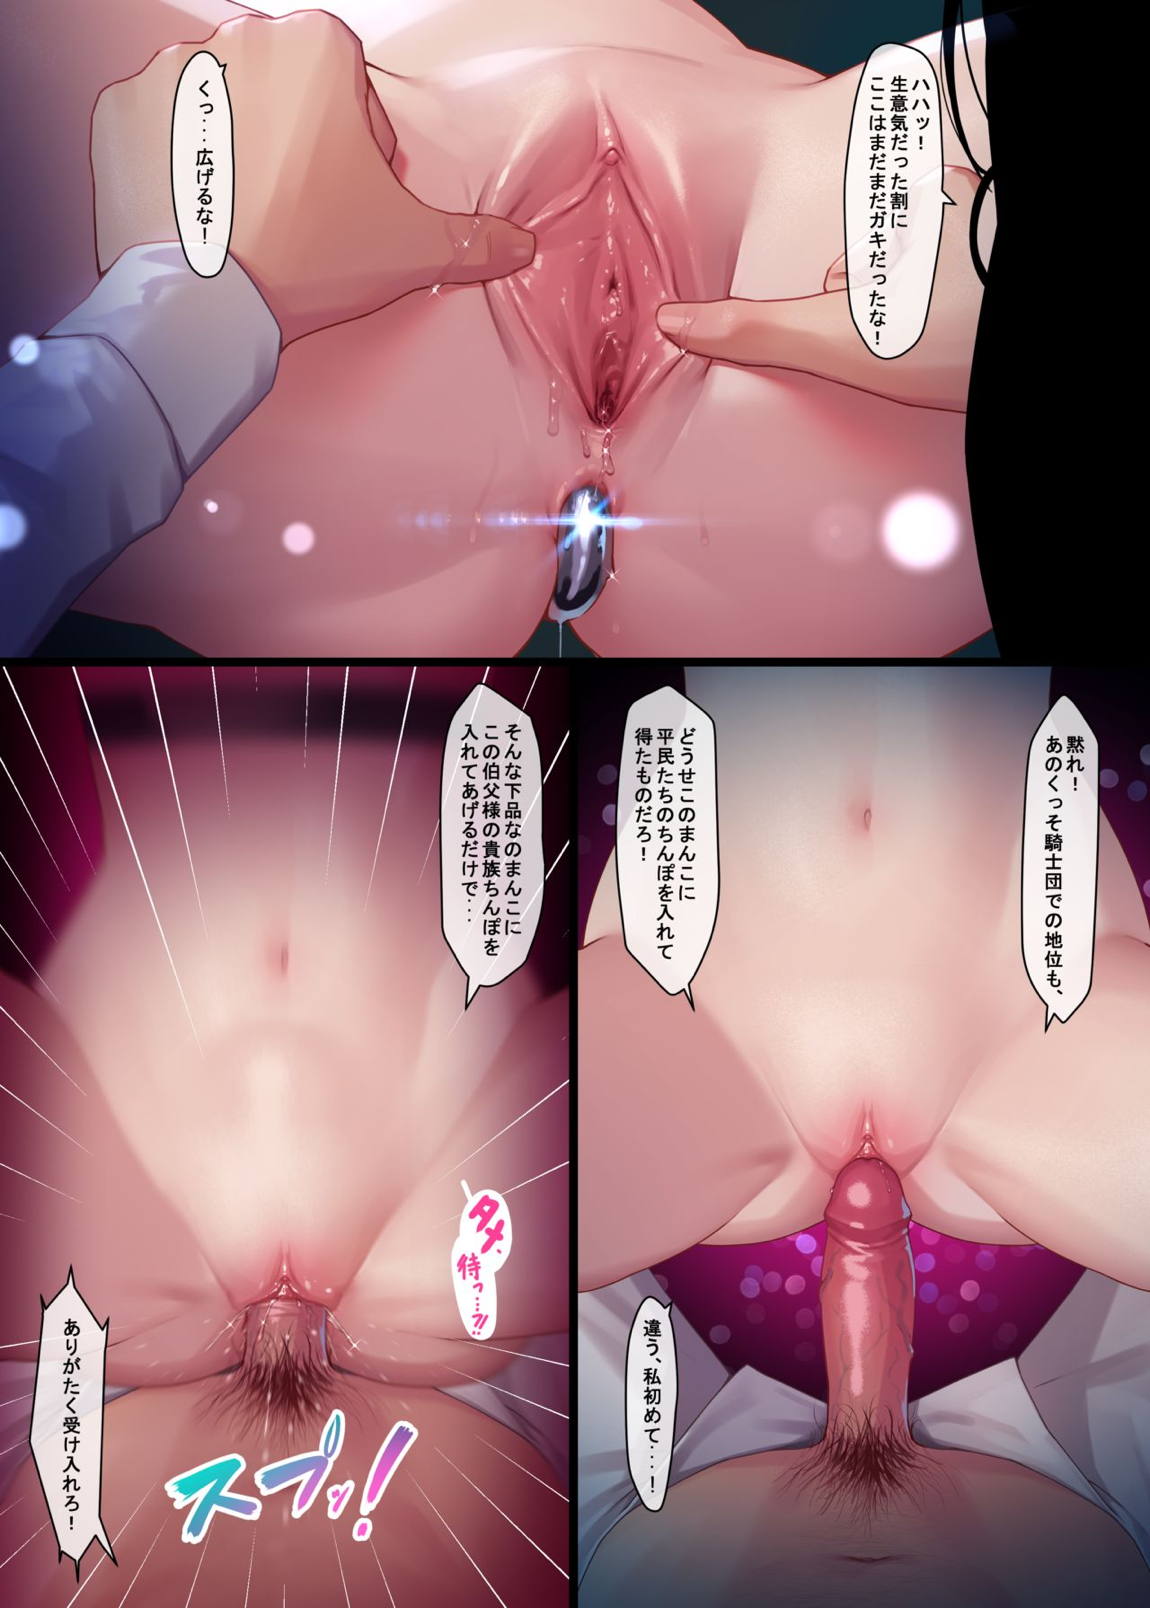 ハハッ！
生意気だった割に
ここはまだまだガキだったな！
くっ･･･広げるな！
黙れ！
あのくっそ騎士団での地位も、
どうせこのまんこに
平民たちのちんぽを入れて
得たものだろ！
違う、私初めて･･･！
そんな下品なのまんこに
この伯父様の貴族ちんぽを
入れてあげるだけで･･･
ダメ、
待っ…!!
ありがたく受け入れろ！
スプッ！